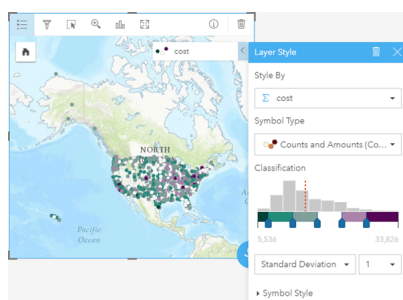 cost
Layer Style
Style By
cost
Symbol Type
Counts and Amounts (Co...
Classification
5,536 33,826
Standard Deviation 1
Symbol Style
NORTH
Pacific
Ocean